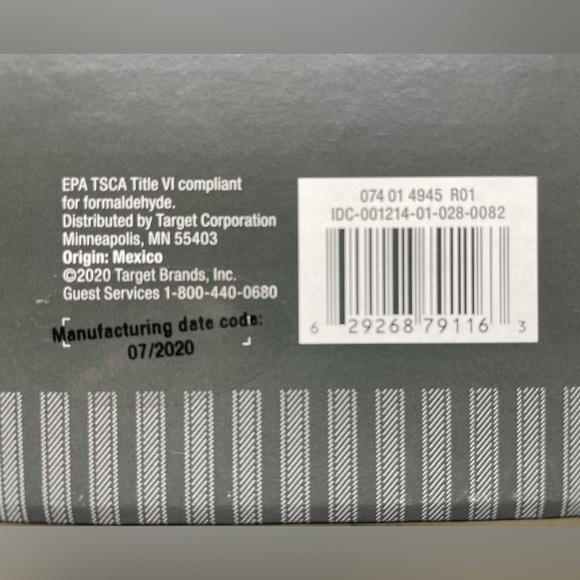 EPA TSCA Title VI compliant
for formaldehyde.
Distributed by Target Corporation
Minneapolis, MN 55403
Origin: Mexico
©2020 Target Brands, Inc.
Guest Services 1-800-440-0680
Manufacturing date code:
07/2020
074 01 4945 R01
IDC-001214-01-028-0082
6 29268 79116 3